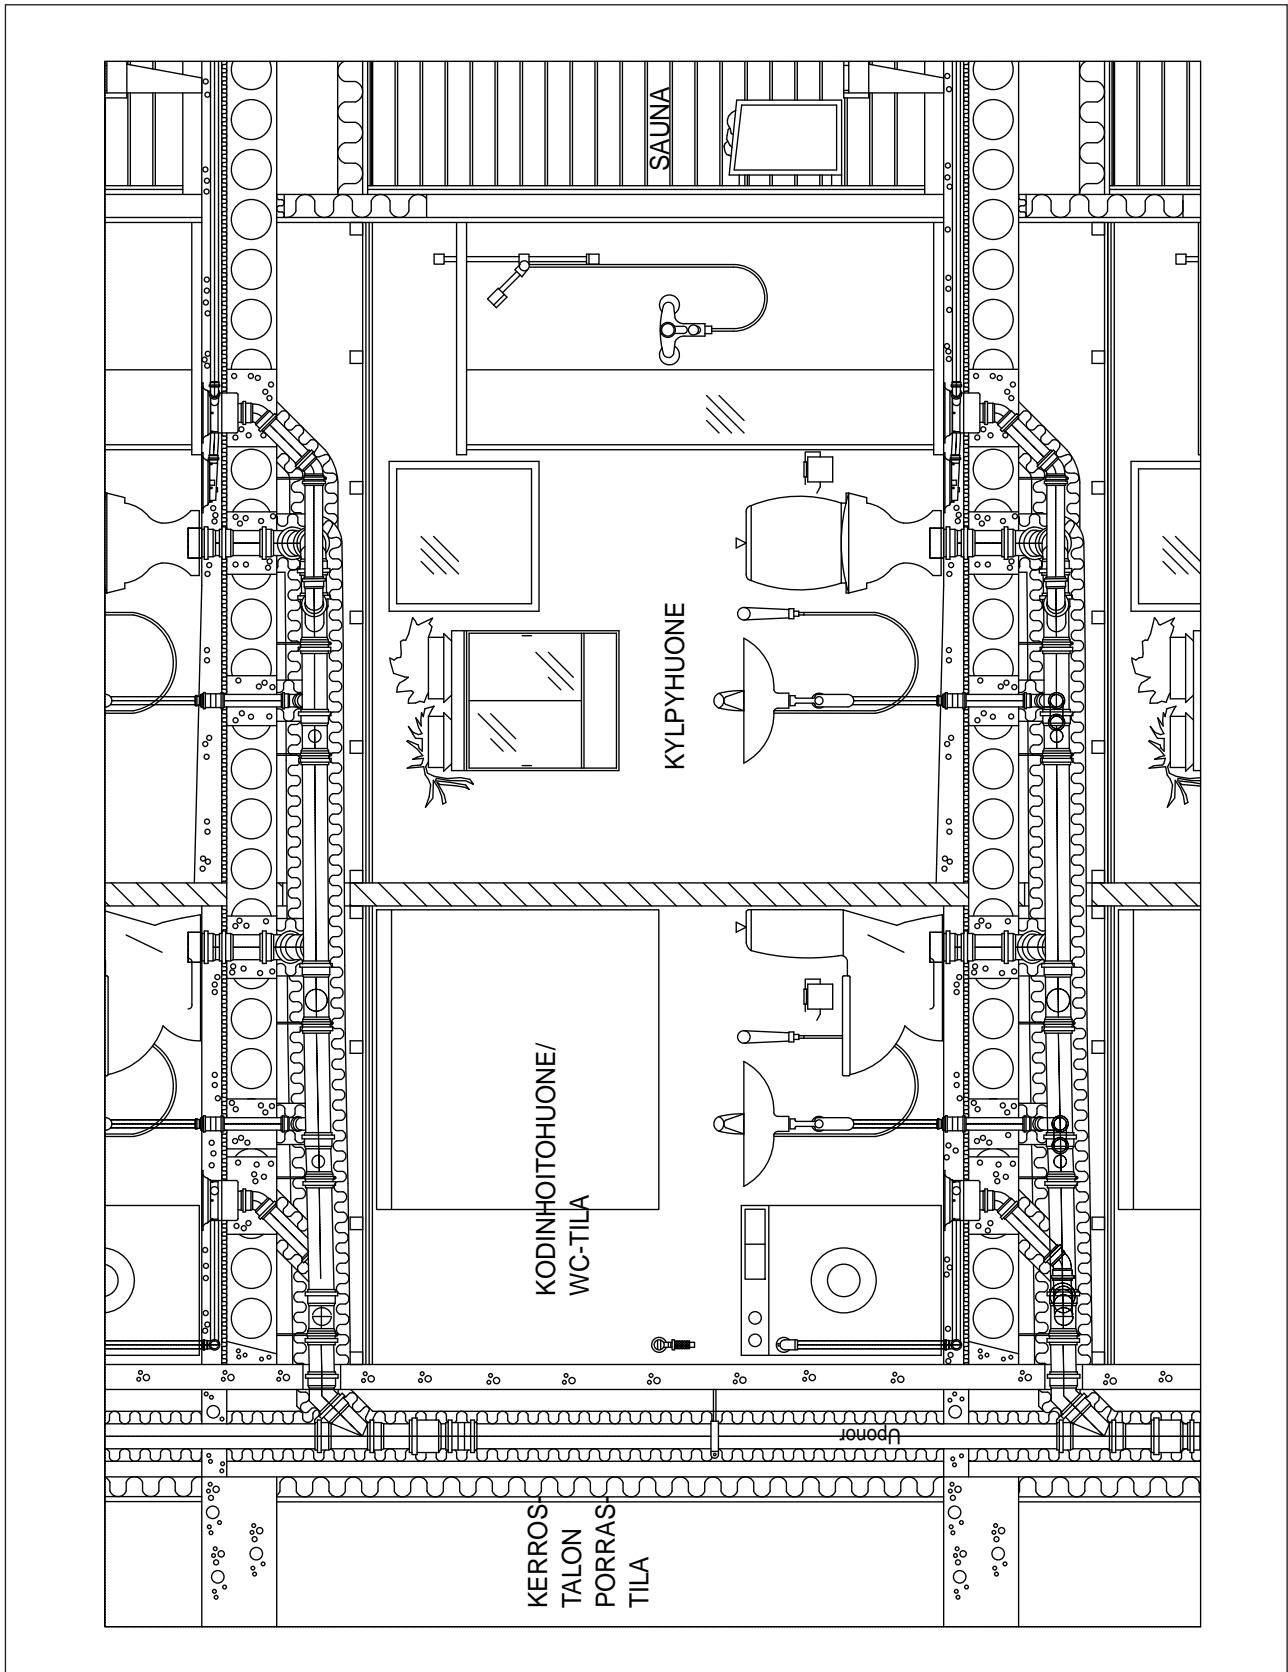 KERROS-
TALON
PORRAS-
TILA
Uponor
KODINHOITOHUONE/
WC-TILA
KYLPYHUONE
SAUNA